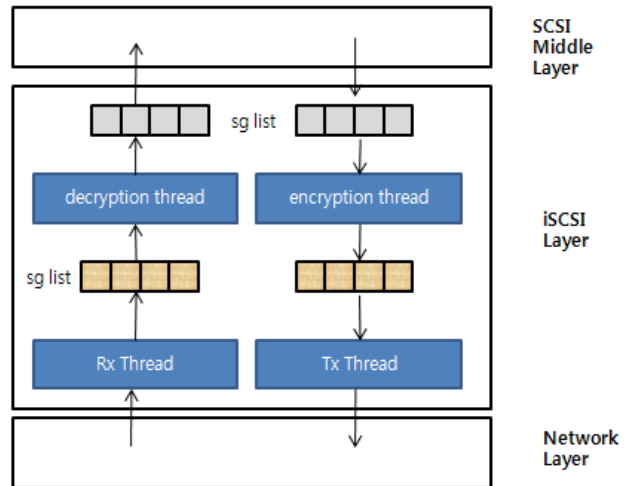 SCSI
Middle
Layer
sg list
decryption thread
encryption thread
iSCSI
Layer
sg list
Rx Thread
Tx Thread
Network
Layer